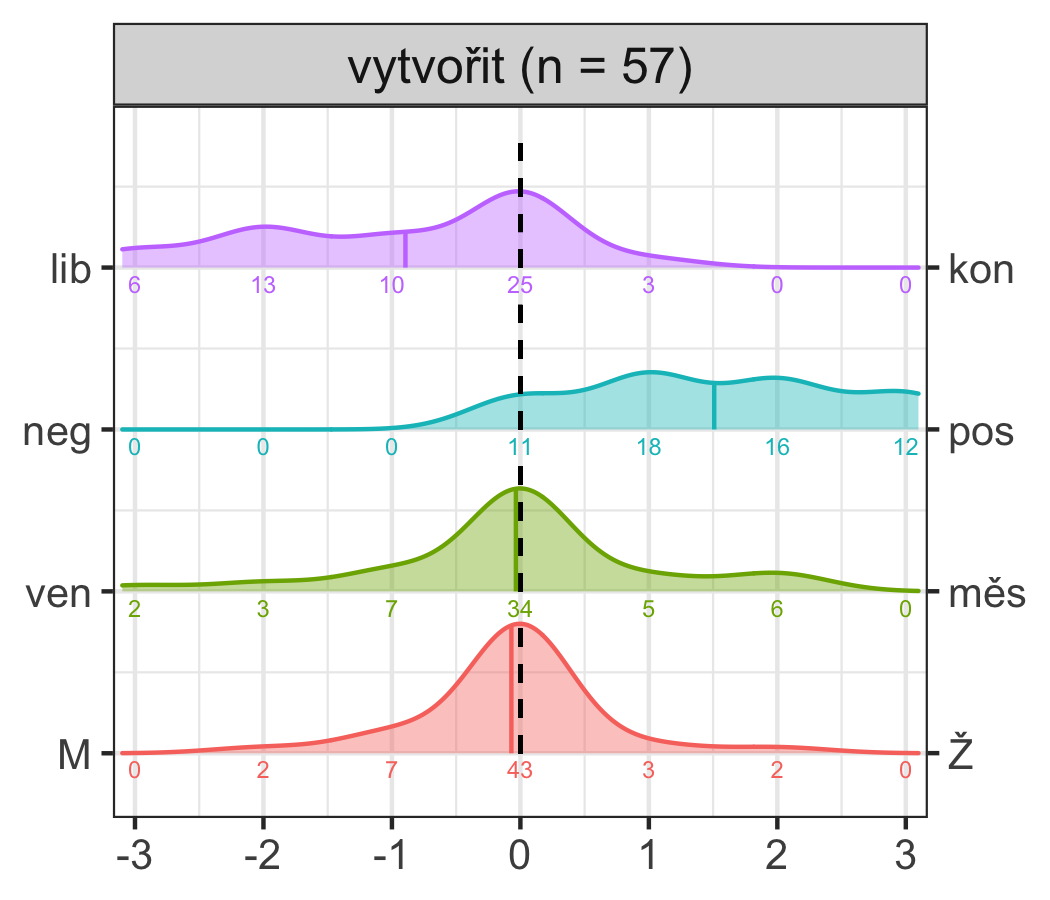 vytvořit (n = 57)
lib kon
6 13 10 25 3 0 0
neg pos
0 0 0 11 18 16 12
ven měs
2 3 7 34 5 6 0
M Ž
0 2 7 43 3 2 0
-3 -2 -1 0 1 2 3